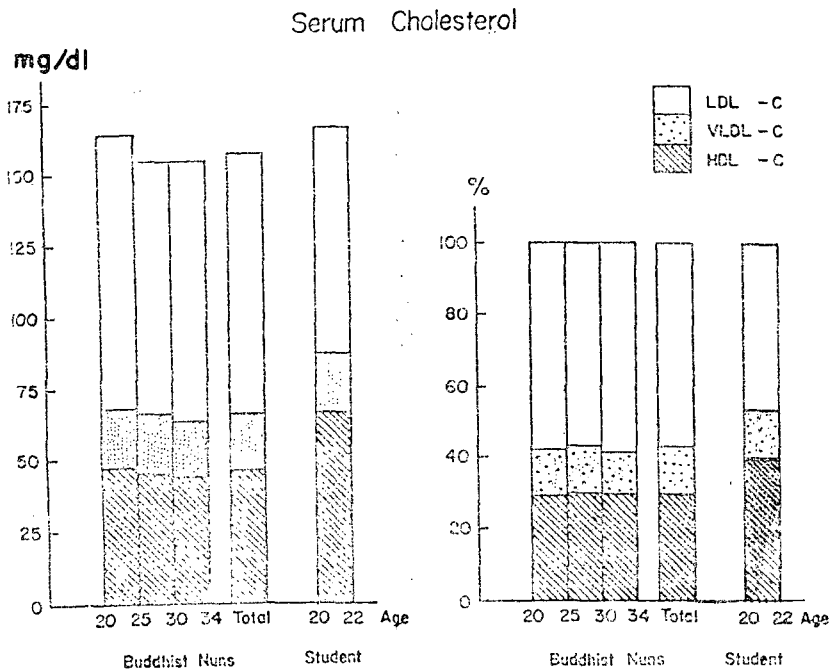 Serum Cholesterol
mg/dl
175
150
125
100
75
50
25
0
20 25 30 34 Total 20 22 Age
Buddhist Nuns Student
LDL -C
VLDL -C
HDL -C
%
100
80
60
40
20
0
20 25 30 34 Total 20 22 Age
Buddhist Nuns Student